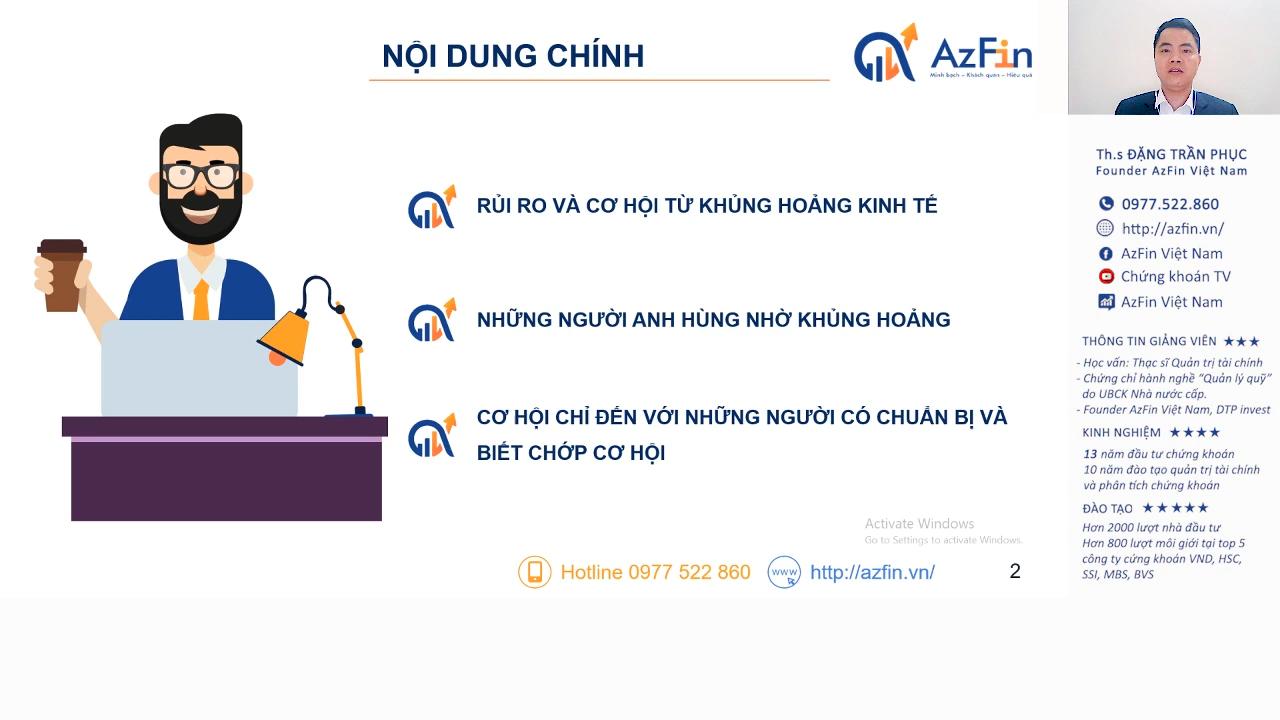 NỘI DUNG CHÍNH
AzFin
Minh bạch – Khách quan – Hiệu quả
RỦI RO VÀ CƠ HỘI TỪ KHỦNG HOẢNG KINH TẾ
NHỮNG NGƯỜI ANH HÙNG NHỜ KHỦNG HOẢNG
CƠ HỘI CHỈ ĐẾN VỚI NHỮNG NGƯỜI CÓ CHUẨN BỊ VÀ
BIẾT CHỚP CƠ HỘI
Activate Windows
Go to Settings to activate Windows.
Hotline 0977 522 860
www
http://azfin.vn/
2
Th.s ĐẶNG TRẦN PHỤC
Founder AzFin Việt Nam
0977.522.860
http://azfin.vn/
AzFin Việt Nam
Chứng khoán TV
AzFin Việt Nam
THÔNG TIN GIẢNG VIÊN ★★★
- Học vấn: Thạc sĩ Quản trị tài chính
- Chứng chỉ hành nghề “Quản lý quỹ”
do UBCK Nhà nước cấp.
- Founder AzFin Việt Nam, DTP invest
KINH NGHIỆM ★★★★
13 năm đầu tư chứng khoán
10 năm đào tạo quản trị tài chính
và phân tích chứng khoán
ĐÀO TẠO ★★★★★
Hơn 2000 lượt nhà đầu tư
Hơn 800 lượt môi giới tại top 5
công ty cứng khoán VND, HSC,
SSI, MBS, BVS